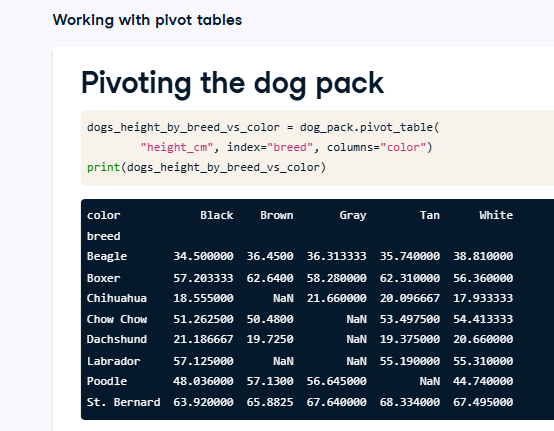 Working with pivot tables
Pivoting the dog pack
dogs_height_by_breed_vs_color = dog_pack.pivot_table(
        "height_cm", index="breed", columns="color")
print(dogs_height_by_breed_vs_color)
color            Black    Brown       Gray        Tan      White
breed
Beagle       34.500000  36.4500  36.313333  35.740000  38.810000
Boxer        57.203333  62.6400  58.280000  62.310000  56.360000
Chihuahua    18.555000      NaN  21.660000  20.096667  17.933333
Chow Chow    51.262500  50.4800        NaN  53.497500  54.413333
Dachshund    21.186667  19.7250        NaN  19.375000  20.660000
Labrador     57.125000      NaN        NaN  55.190000  55.310000
Poodle       48.036000  57.1300  56.645000        NaN  44.740000
St. Bernard  63.920000  65.8825  67.640000  68.334000  67.495000